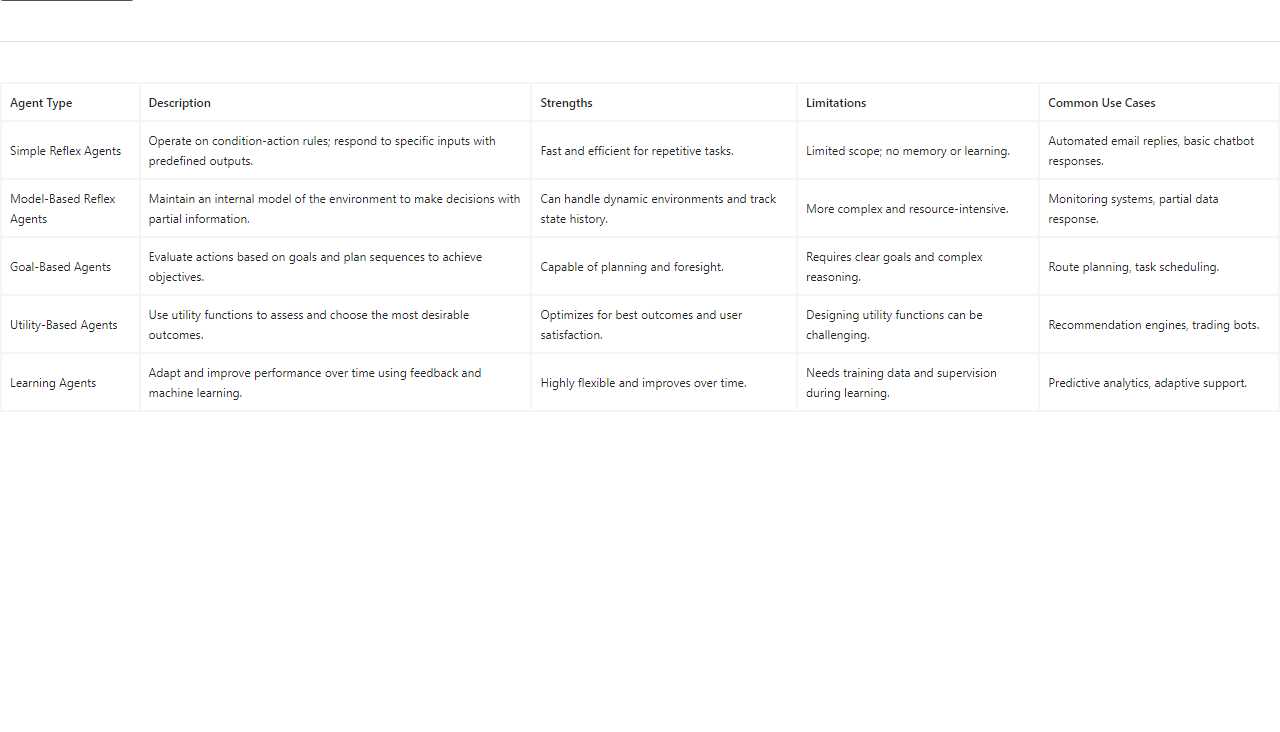 Agent Type Description Strengths Limitations Common Use Cases
Simple Reflex Agents
Operate on condition-action rules; respond to specific inputs with
predefined outputs.
Fast and efficient for repetitive tasks.
Limited scope; no memory or learning.
Automated email replies, basic chatbot
responses.
Model-Based Reflex
Agents
Maintain an internal model of the environment to make decisions with
partial information.
Can handle dynamic environments and track
state history.
More complex and resource-intensive.
Monitoring systems, partial data
response.
Goal-Based Agents
Evaluate actions based on goals and plan sequences to achieve
objectives.
Capable of planning and foresight.
Requires clear goals and complex
reasoning.
Route planning, task scheduling.
Utility-Based Agents
Use utility functions to assess and choose the most desirable
outcomes.
Optimizes for best outcomes and user
satisfaction.
Designing utility functions can be
challenging.
Recommendation engines, trading bots.
Learning Agents
Adapt and improve performance over time using feedback and
machine learning.
Highly flexible and improves over time.
Needs training data and supervision
during learning.
Predictive analytics, adaptive support.